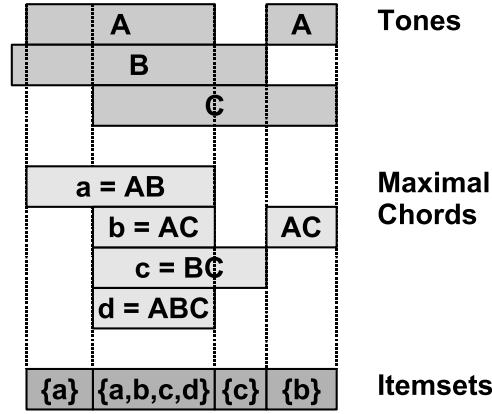 A A Tones
B
C
a = AB Maximal
Chords
b = AC AC
c = BC
d = ABC
{a} {a,b,c,d} {c} {b} Itemsets